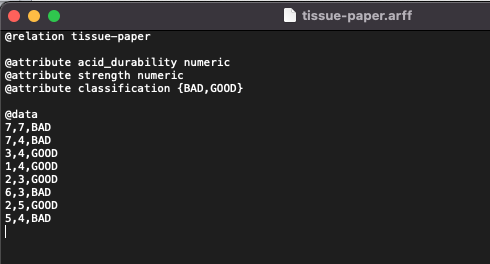 tissue-paper.arff
@relation tissue-paper
@attribute acid_durability numeric
@attribute strength numeric
@attribute classification {BAD,GOOD}
@data
7,7,BAD
7,4,BAD
3,4,GOOD
1,4,GOOD
2,3,GOOD
6,3,BAD
2,5,GOOD
5,4,BAD